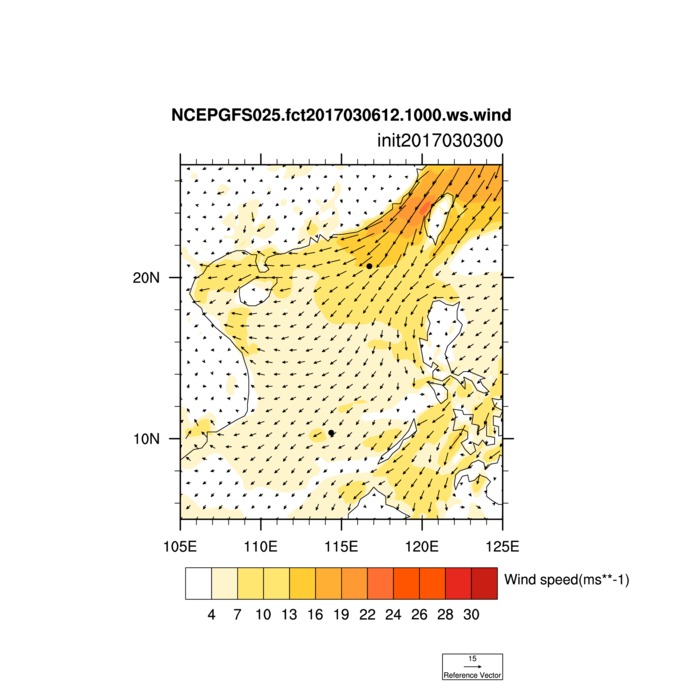 NCEPGFS025.fct2017030612.1000.ws.wind
init2017030300
20N
10N
105E 110E 115E 120E 125E
Wind speed(ms**-1)
4 7 10 13 16 19 22 24 26 28 30
15
Reference Vector